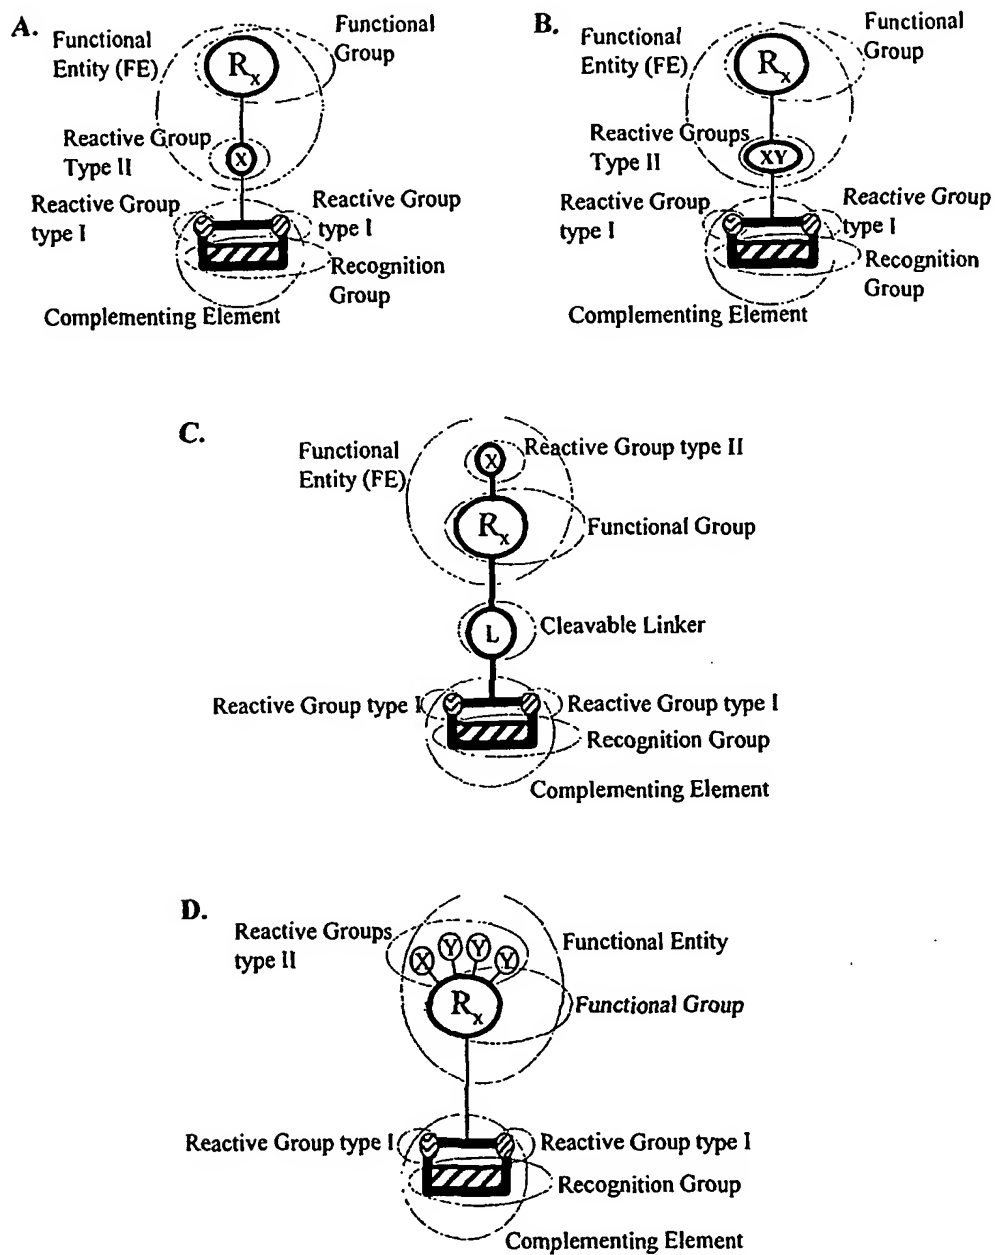 A.
Functional
Entity (FE)
Functional
Group
Rx
Reactive Group
Type II
X
Reactive Group
type I
Reactive Group
type I
Recognition
Group
Complementing Element
B.
Functional
Entity (FE)
Functional
Group
Rx
Reactive Groups
Type II
XY
Reactive Group
type I
Reactive Group
type I
Recognition
Group
Complementing Element
C.
Functional
Entity (FE)
X
Reactive Group type II
Rx
Functional Group
L
Cleavable Linker
Reactive Group type I
Reactive Group type I
Recognition Group
Complementing Element
D.
Reactive Groups
type II
X Y Y Y
Functional Entity
Rx
Functional Group
Reactive Group type I
Reactive Group type I
Recognition Group
Complementing Element